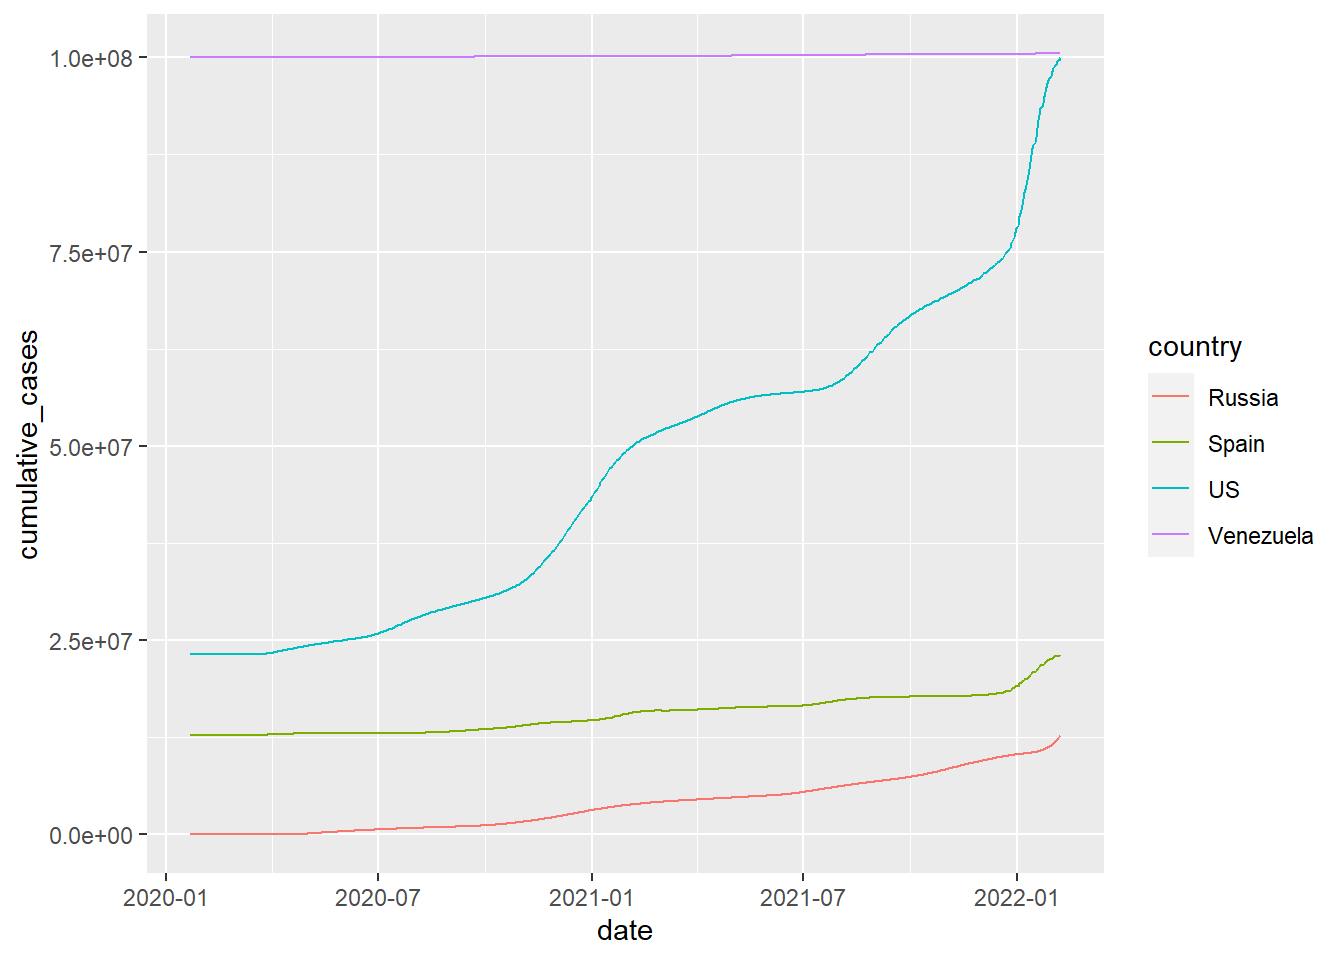 1.0e+08
7.5e+07
5.0e+07
2.5e+07
0.0e+00
cumulative_cases
2020-01 2020-07 2021-01 2021-07 2022-01
date
country
Russia
Spain
US
Venezuela